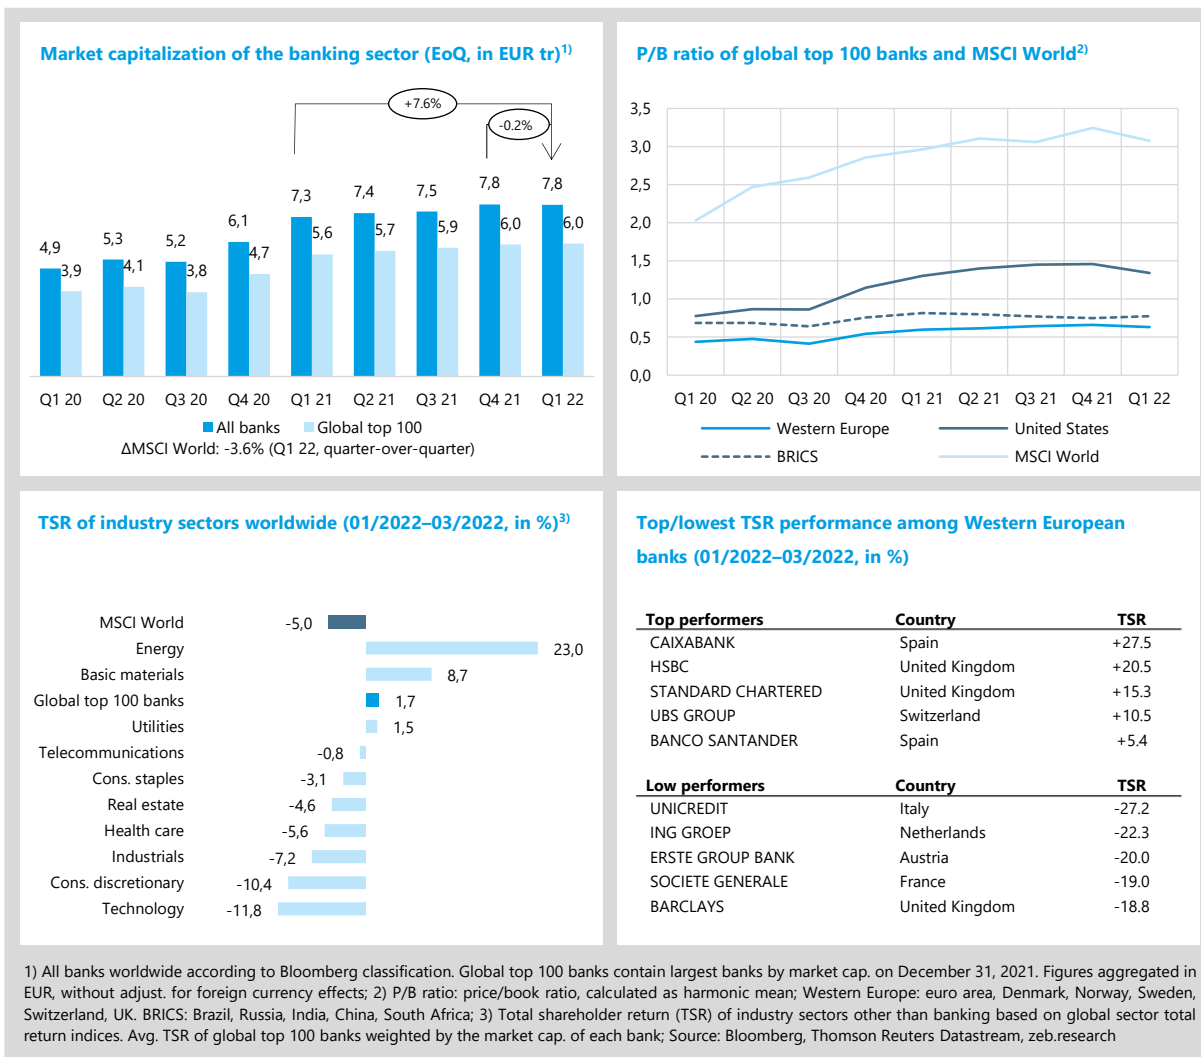 Market capitalization of the banking sector (EoQ, in EUR tr)1)
+7.6%
-0.2%
4,9
3,9
5,3
4,1
5,2
3,8
6,1
4,7
7,3
5,6
7,4
5,7
7,5
5,9
7,8
6,0
7,8
6,0
Q1 20 Q2 20 Q3 20 Q4 20 Q1 21 Q2 21 Q3 21 Q4 21 Q1 22
All banks Global top 100
ΔMSCI World: -3.6% (Q1 22, quarter-over-quarter)
P/B ratio of global top 100 banks and MSCI World2)
3,5
3,0
2,5
2,0
1,5
1,0
0,5
0,0
Q1 20 Q2 20 Q3 20 Q4 20 Q1 21 Q2 21 Q3 21 Q4 21 Q1 22
Western Europe United States
BRICS MSCI World
TSR of industry sectors worldwide (01/2022–03/2022, in %)3)
MSCI World -5,0
Energy 23,0
Basic materials 8,7
Global top 100 banks 1,7
Utilities 1,5
Telecommunications -0,8
Cons. staples -3,1
Real estate -4,6
Health care -5,6
Industrials -7,2
Cons. discretionary -10,4
Technology -11,8
Top/lowest TSR performance among Western European
banks (01/2022–03/2022, in %)
Top performers Country TSR
CAIXABANK Spain +27.5
HSBC United Kingdom +20.5
STANDARD CHARTERED United Kingdom +15.3
UBS GROUP Switzerland +10.5
BANCO SANTANDER Spain +5.4
Low performers Country TSR
UNICREDIT Italy -27.2
ING GROEP Netherlands -22.3
ERSTE GROUP BANK Austria -20.0
SOCIETE GENERALE France -19.0
BARCLAYS United Kingdom -18.8
1) All banks worldwide according to Bloomberg classification. Global top 100 banks contain largest banks by market cap. on December 31, 2021. Figures aggregated in
EUR, without adjust. for foreign currency effects; 2) P/B ratio: price/book ratio, calculated as harmonic mean; Western Europe: euro area, Denmark, Norway, Sweden,
Switzerland, UK. BRICS: Brazil, Russia, India, China, South Africa; 3) Total shareholder return (TSR) of industry sectors other than banking based on global sector total
return indices. Avg. TSR of global top 100 banks weighted by the market cap. of each bank; Source: Bloomberg, Thomson Reuters Datastream, zeb.research